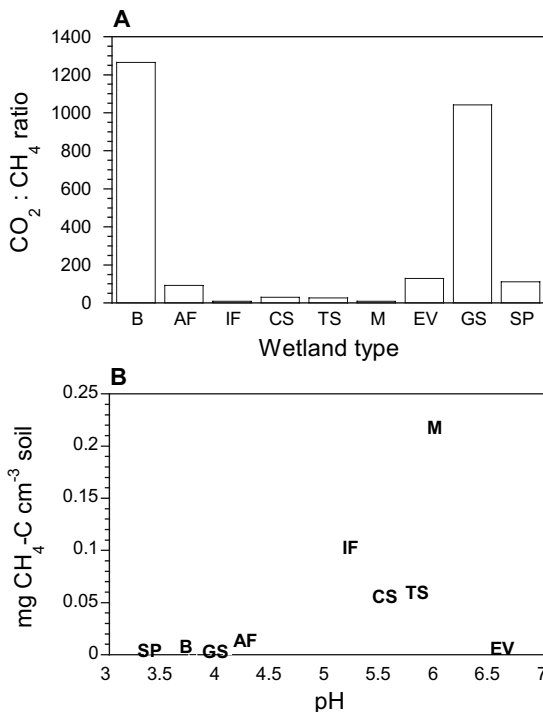 A
1400
1200
1000
800
600
400
200
0
CO₂ : CH₄ ratio
B AF IF CS TS M EV GS SP
Wetland type
B
0.25
0.2
0.15
0.1
0.05
0
mg CH₄-C cm⁻³ soil
M
IF
CS TS
SP B GS AF EV
3 3.5 4 4.5 5 5.5 6 6.5 7
pH